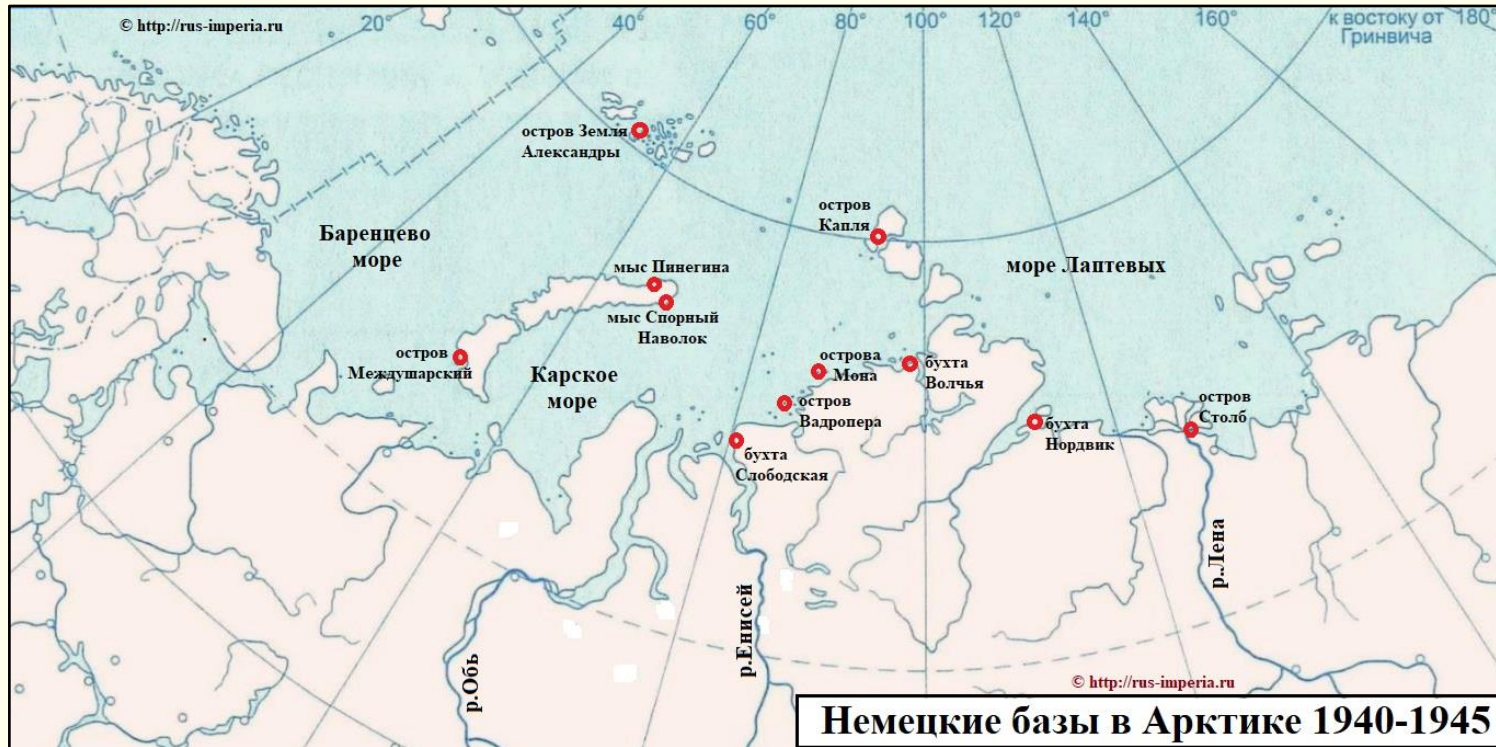 © http://rus-imperia.ru
20°
40°
60°
80°
100°
120°
140°
160°
к востоку от 180°
Гринвича
остров Земля
Александры
остров
Капля
Баренцево
море
мыс Пинегина
море Лаптевых
мыс Спорный
Наволок
остров
Междушарский
Карское
море
острова
Мона
бухта
Волчья
остров
Вадропера
остров
Столб
бухта
Нордвик
бухта
Слободская
р.Обь
р.Енисей
р.Лена
© http://rus-imperia.ru
Немецкие базы в Арктике 1940-1945